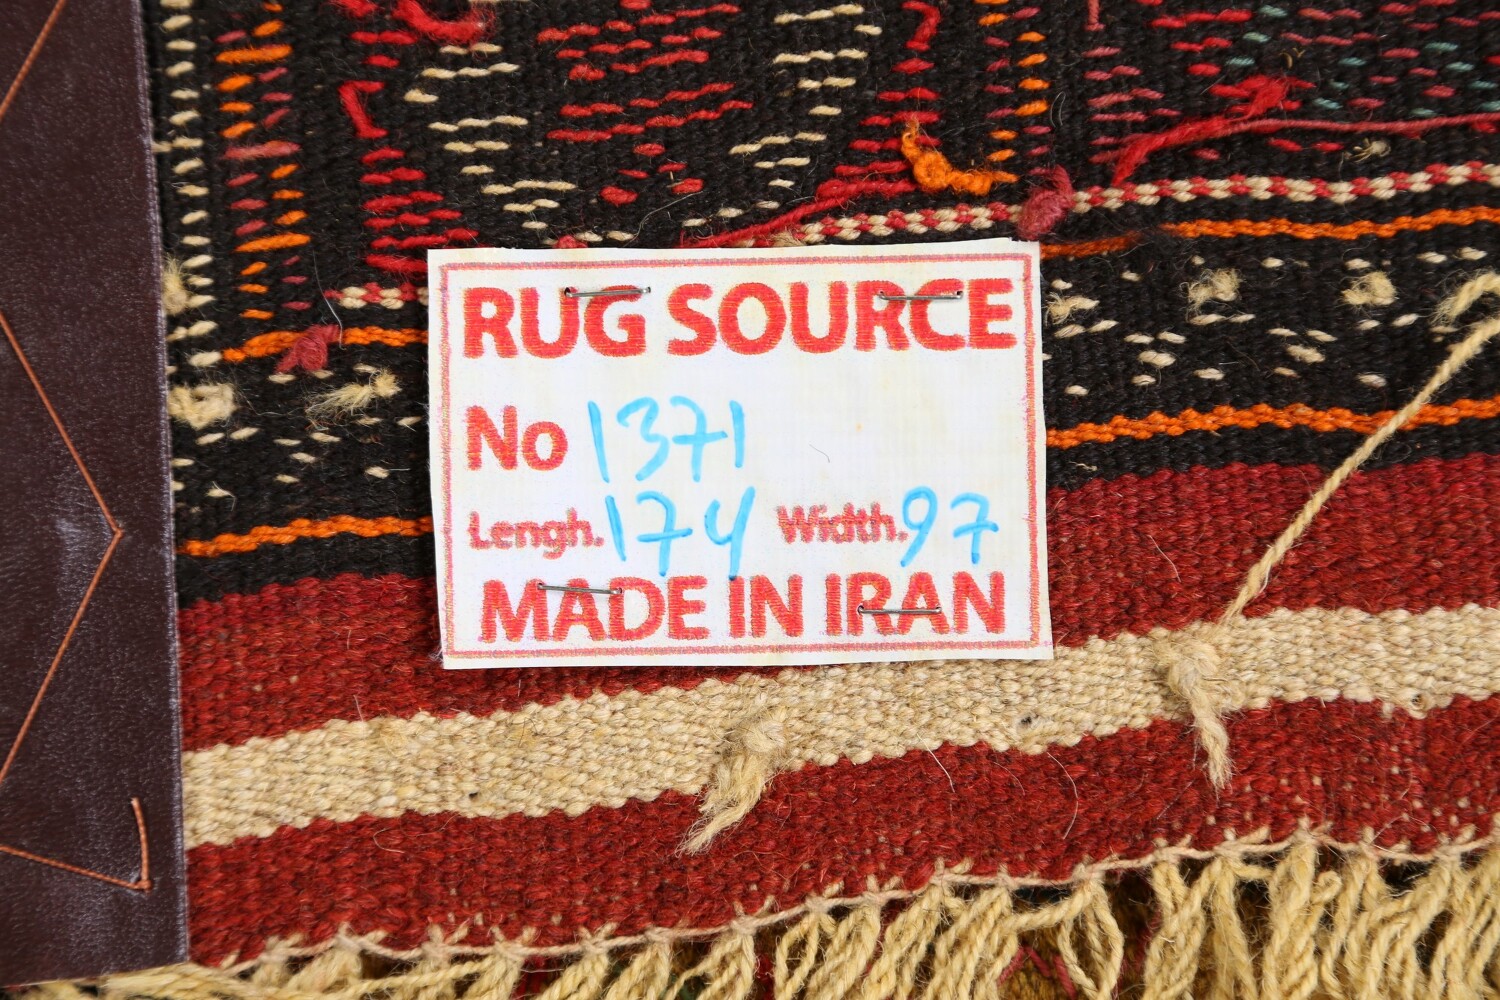 RUG SOURCE
No 1371
Lengh. 174 Width. 97
MADE IN IRAN